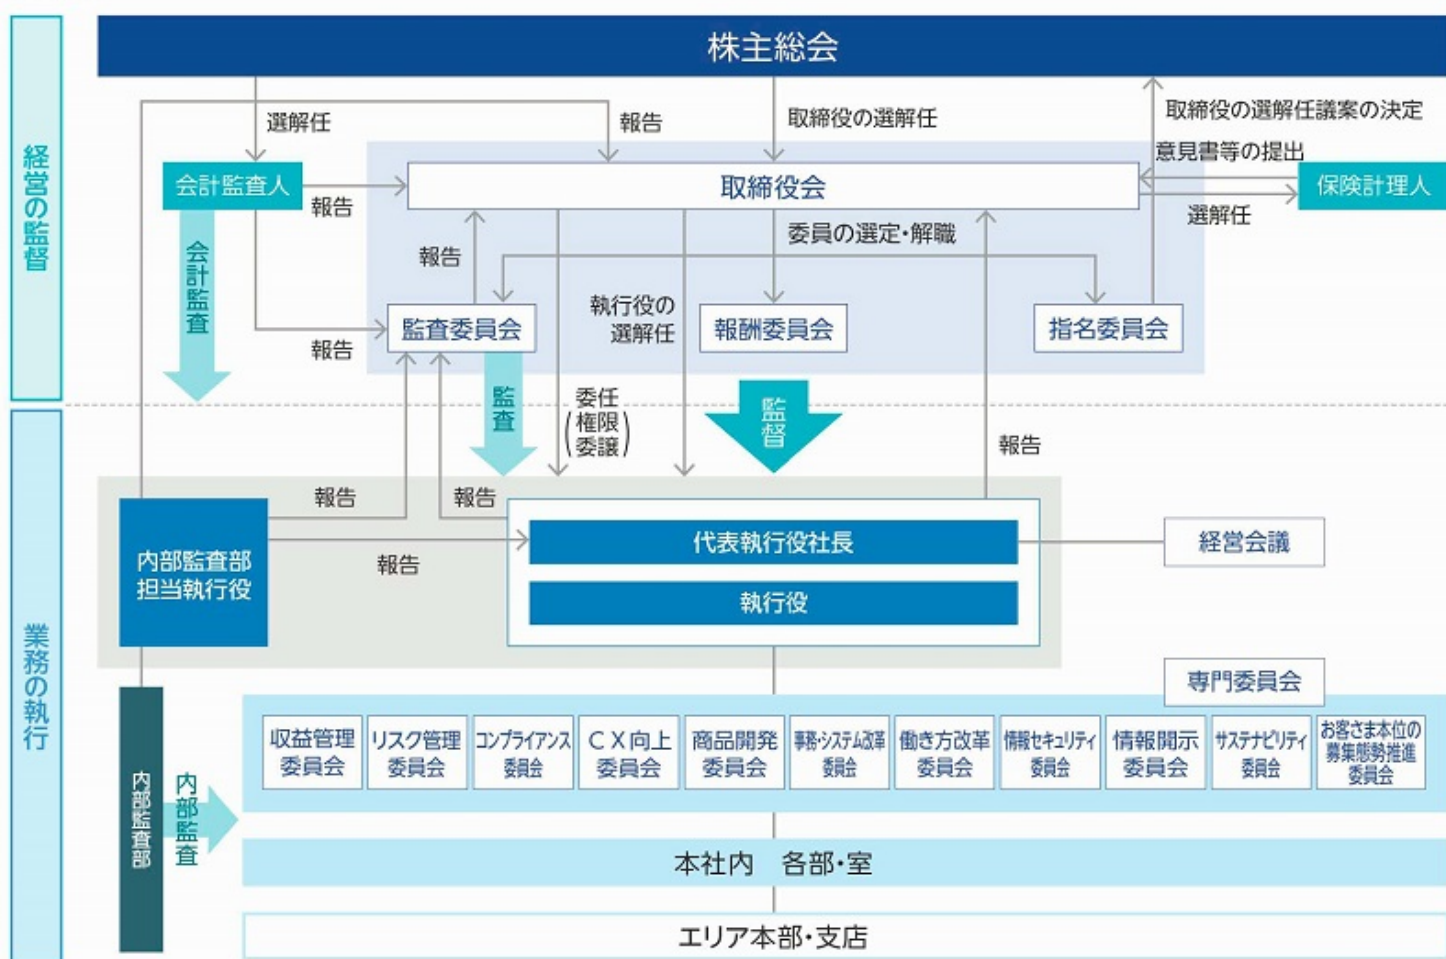 株主総会
経営の監督
選解任
報告
取締役の選解任
取締役の選解任議案の決定
意見書等の提出
会計監査人
報告
取締役会
保険計理人
選解任
会計監査
報告
委員の選定・解職
執行役の
選解任
監査委員会
報酬委員会
指名委員会
報告
監査
委任
(権限
委譲)
監督
報告
業務の執行
報告
報告
内部監査部
担当執行役
報告
代表執行役社長
執行役
経営会議
専門委員会
収益管理
委員会
リスク管理
委員会
コンプライアンス
委員会
CX向上
委員会
商品開発
委員会
事務・システム改革
委員会
働き方改革
委員会
情報セキュリティ
委員会
情報開示
委員会
サステナビリティ
委員会
お客さま本位の
募集態勢推進
委員会
内部監査部
内部監査
本社内 各部・室
エリア本部・支店